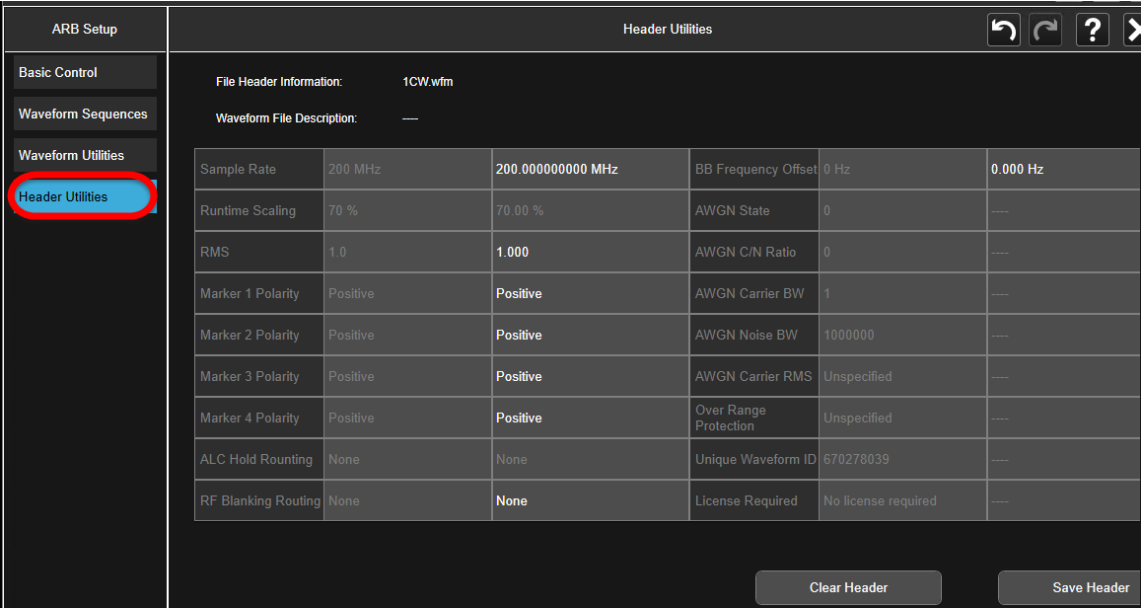 ARB Setup
Header Utilities
?
Basic Control
Waveform Sequences
Waveform Utilities
Header Utilities
File Header Information: 1CW.wfm
Waveform File Description: ----
Sample Rate 200 MHz 200.000000000 MHz BB Frequency Offset 0 Hz 0.000 Hz
Runtime Scaling 70 % 70.00 % AWGN State 0 ----
RMS 1.0 1.000 AWGN C/N Ratio 0 ----
Marker 1 Polarity Positive Positive AWGN Carrier BW 1 ----
Marker 2 Polarity Positive Positive AWGN Noise BW 1000000 ----
Marker 3 Polarity Positive Positive AWGN Carrier RMS Unspecified ----
Marker 4 Polarity Positive Positive Over Range Protection Unspecified ----
ALC Hold Rounting None None Unique Waveform ID 670278039 ----
RF Blanking Routing None None License Required No license required ----
Clear Header
Save Header